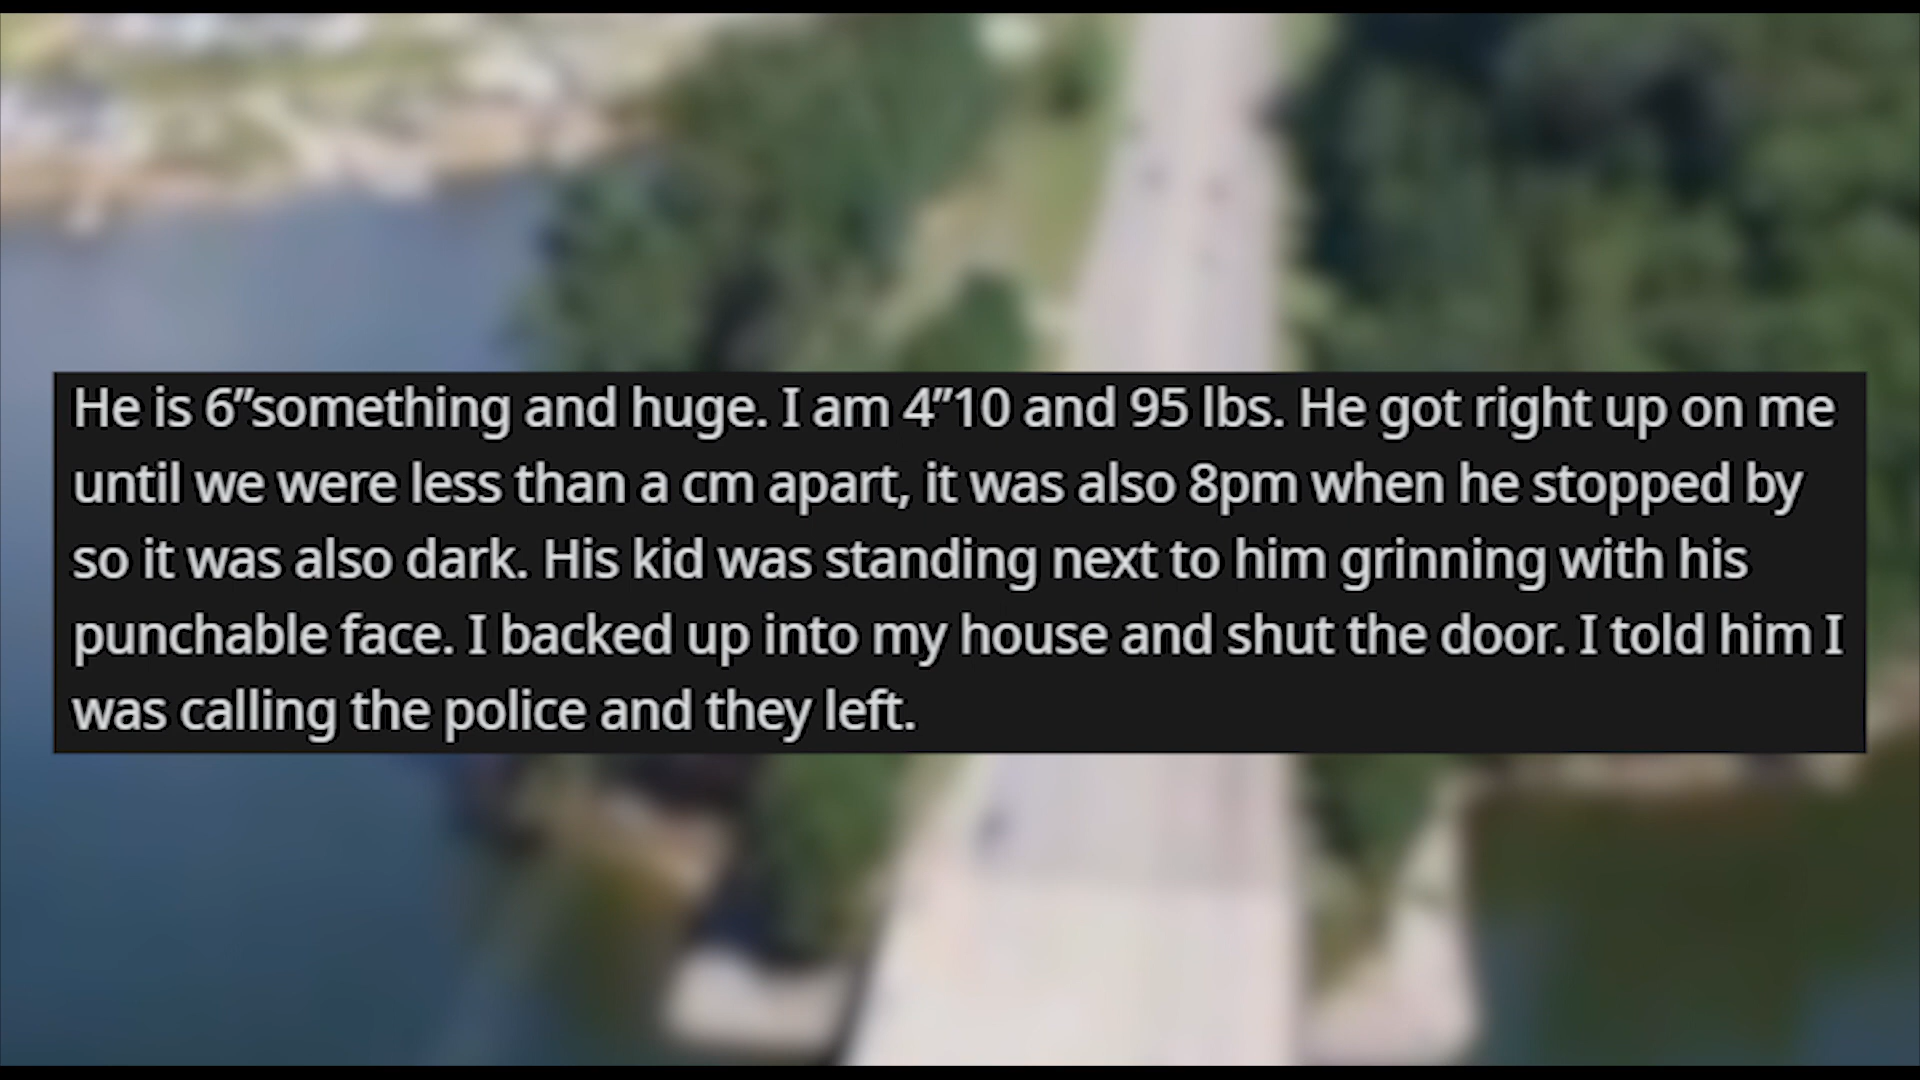 He is 6”something and huge. I am 4”10 and 95 lbs. He got right up on me
until we were less than a cm apart, it was also 8pm when he stopped by
so it was also dark. His kid was standing next to him grinning with his
punchable face. I backed up into my house and shut the door. I told him I
was calling the police and they left.